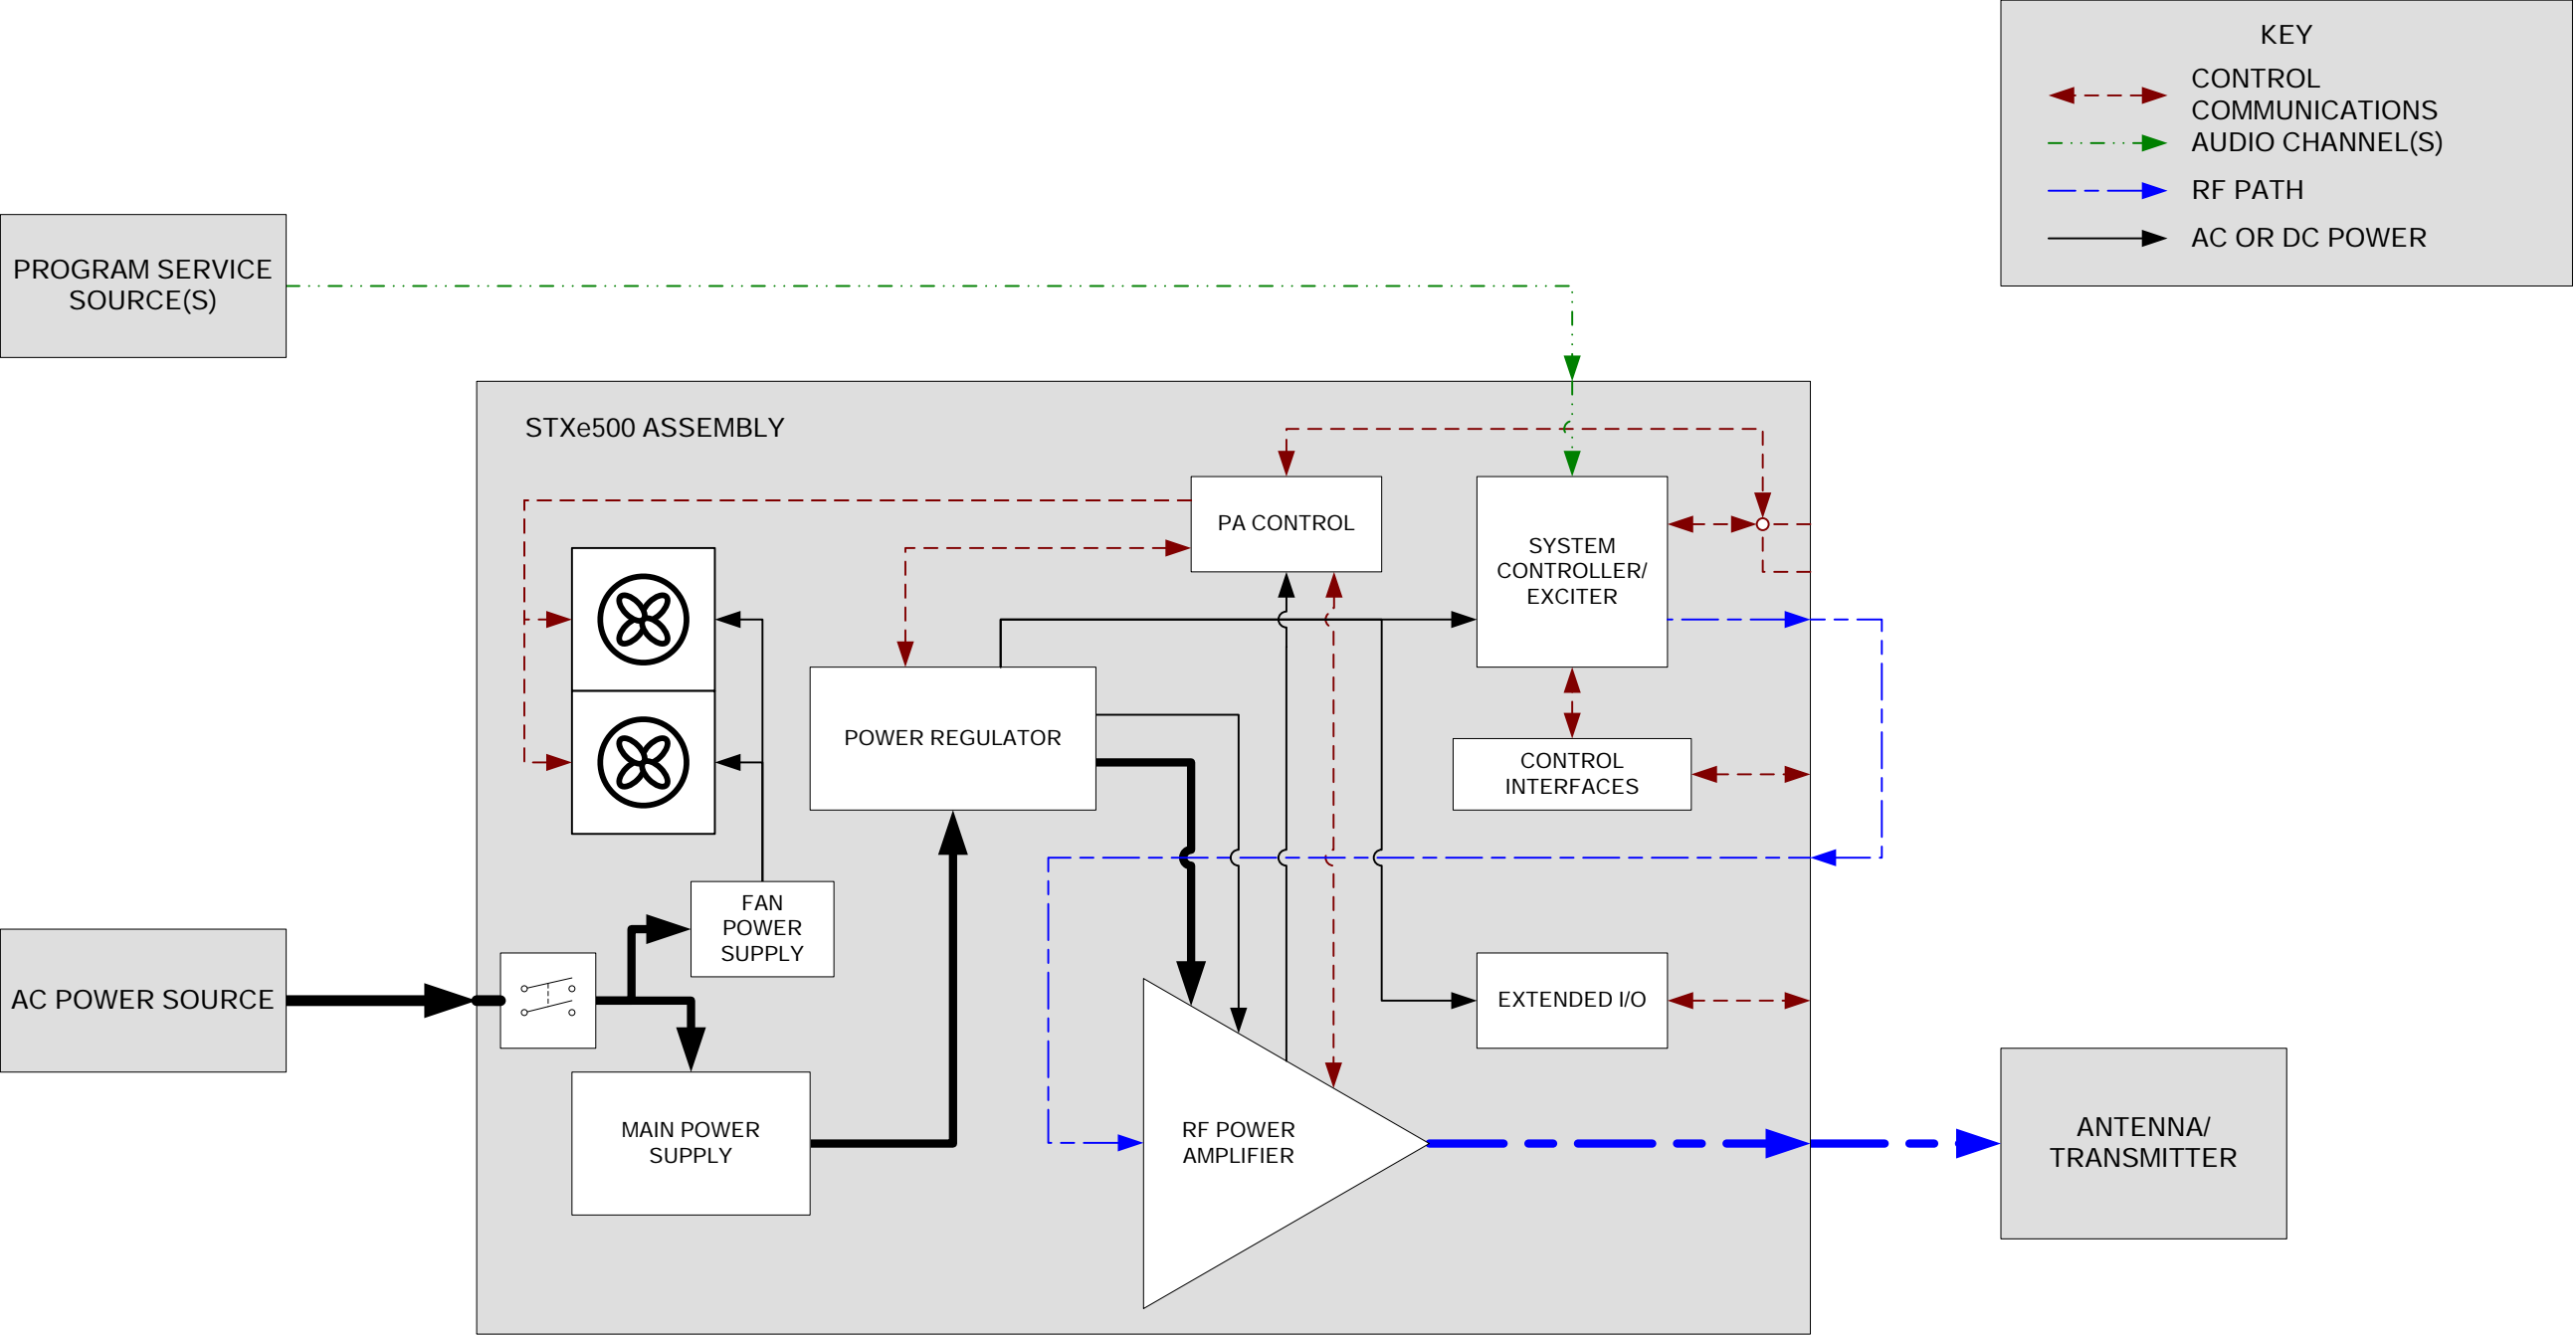 KEY
CONTROL
COMMUNICATIONS
AUDIO CHANNEL(S)
RF PATH
AC OR DC POWER
PROGRAM SERVICE
SOURCE(S)
STXe500 ASSEMBLY
PA CONTROL
SYSTEM
CONTROLLER/
EXCITER
POWER REGULATOR
CONTROL
INTERFACES
FAN
POWER
SUPPLY
AC POWER SOURCE
EXTENDED I/O
MAIN POWER
SUPPLY
RF POWER
AMPLIFIER
ANTENNA/
TRANSMITTER